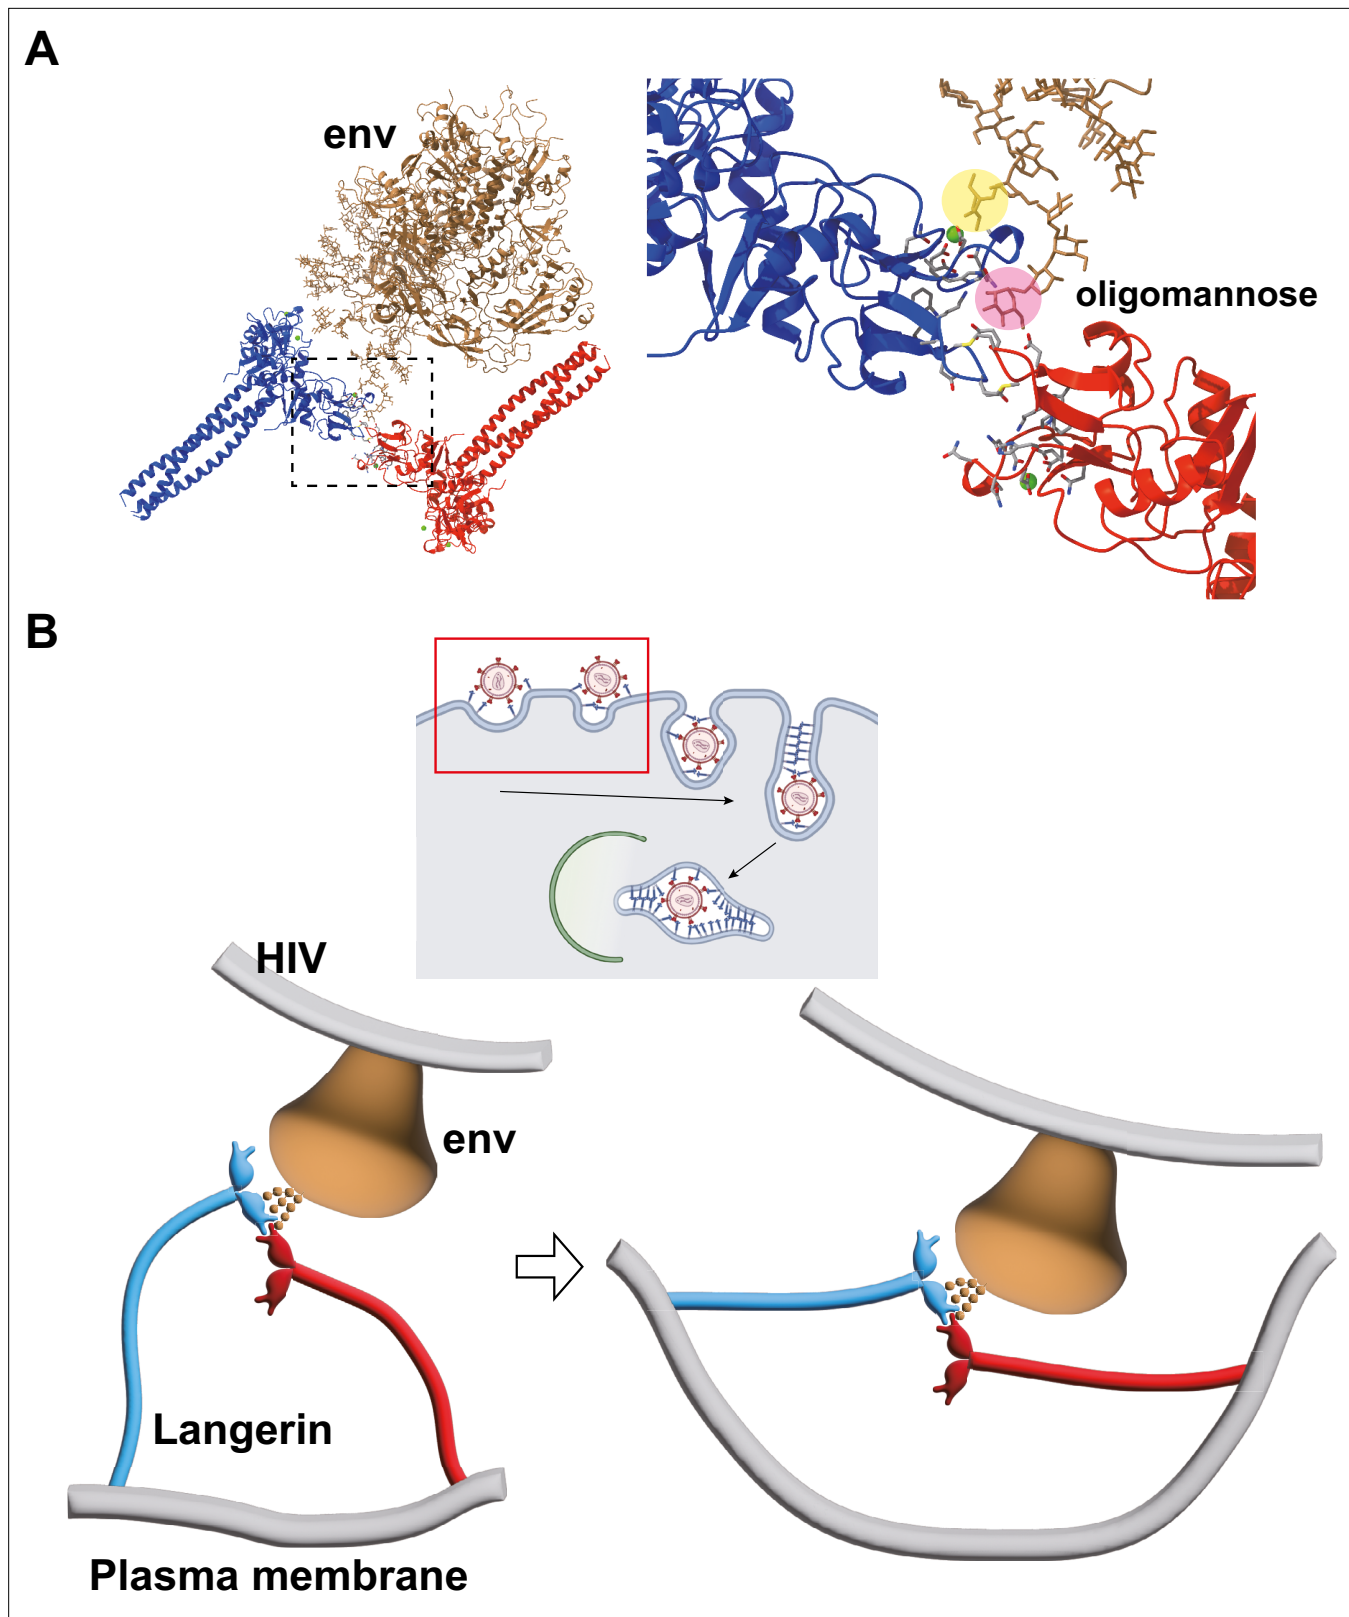 A
env
oligomannose
B
HIV
env
Langerin
Plasma membrane